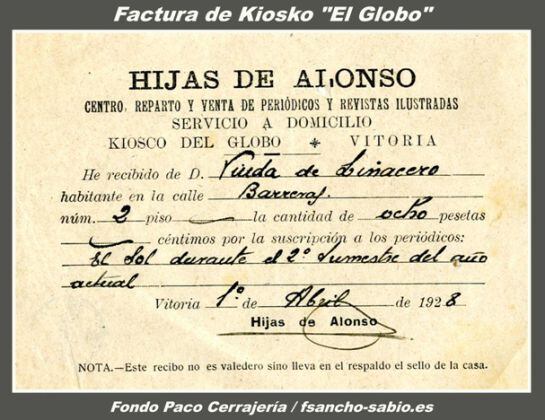 Factura de Kiosko "El Globo"
HIJAS DE ALONSO
CENTRO, REPARTO Y VENTA DE PERIÓDICOS Y REVISTAS ILUSTRADAS
SERVICIO A DOMICILIO
KIOSCO DEL GLOBO * VITORIA
He recibido de D. Viuda de Liñacero
habitante en la calle Barreras.
núm. 2 piso la cantidad de ocho pesetas
céntimos por la suscripción a los periódicos:
El Sol durante el 2º trimestre del año
actual
Vitoria 1º de Abril de 1928
Hijas de Alonso
NOTA.—Este recibo no es valedero sino lleva en el respaldo el sello de la casa.
Fondo Paco Cerrajería / fsancho-sabio.es